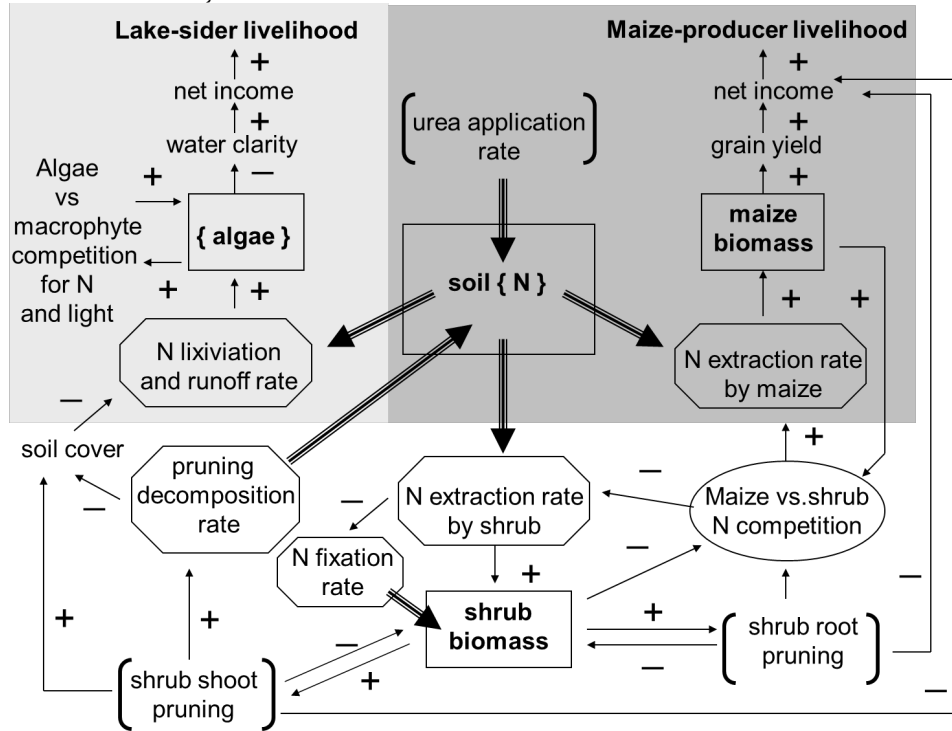 Lake-sider livelihood
Maize-producer livelihood
+
net income
+
water clarity
–
Algae
vs
macrophyte
competition
for N
and light
+
+
{ algae }
+
N lixiviation
and runoff rate
urea application
rate
soil { N }
+
net income
+
grain yield
+
maize
biomass
+
+
N extraction rate
by maize
–
soil cover
–
pruning
decomposition
rate
–
N extraction rate
by shrub
–
+
Maize vs.shrub
N competition
N fixation
rate
+
–
shrub
biomass
–
+
+
–
+
+
–
shrub root
pruning
shrub shoot
pruning
–